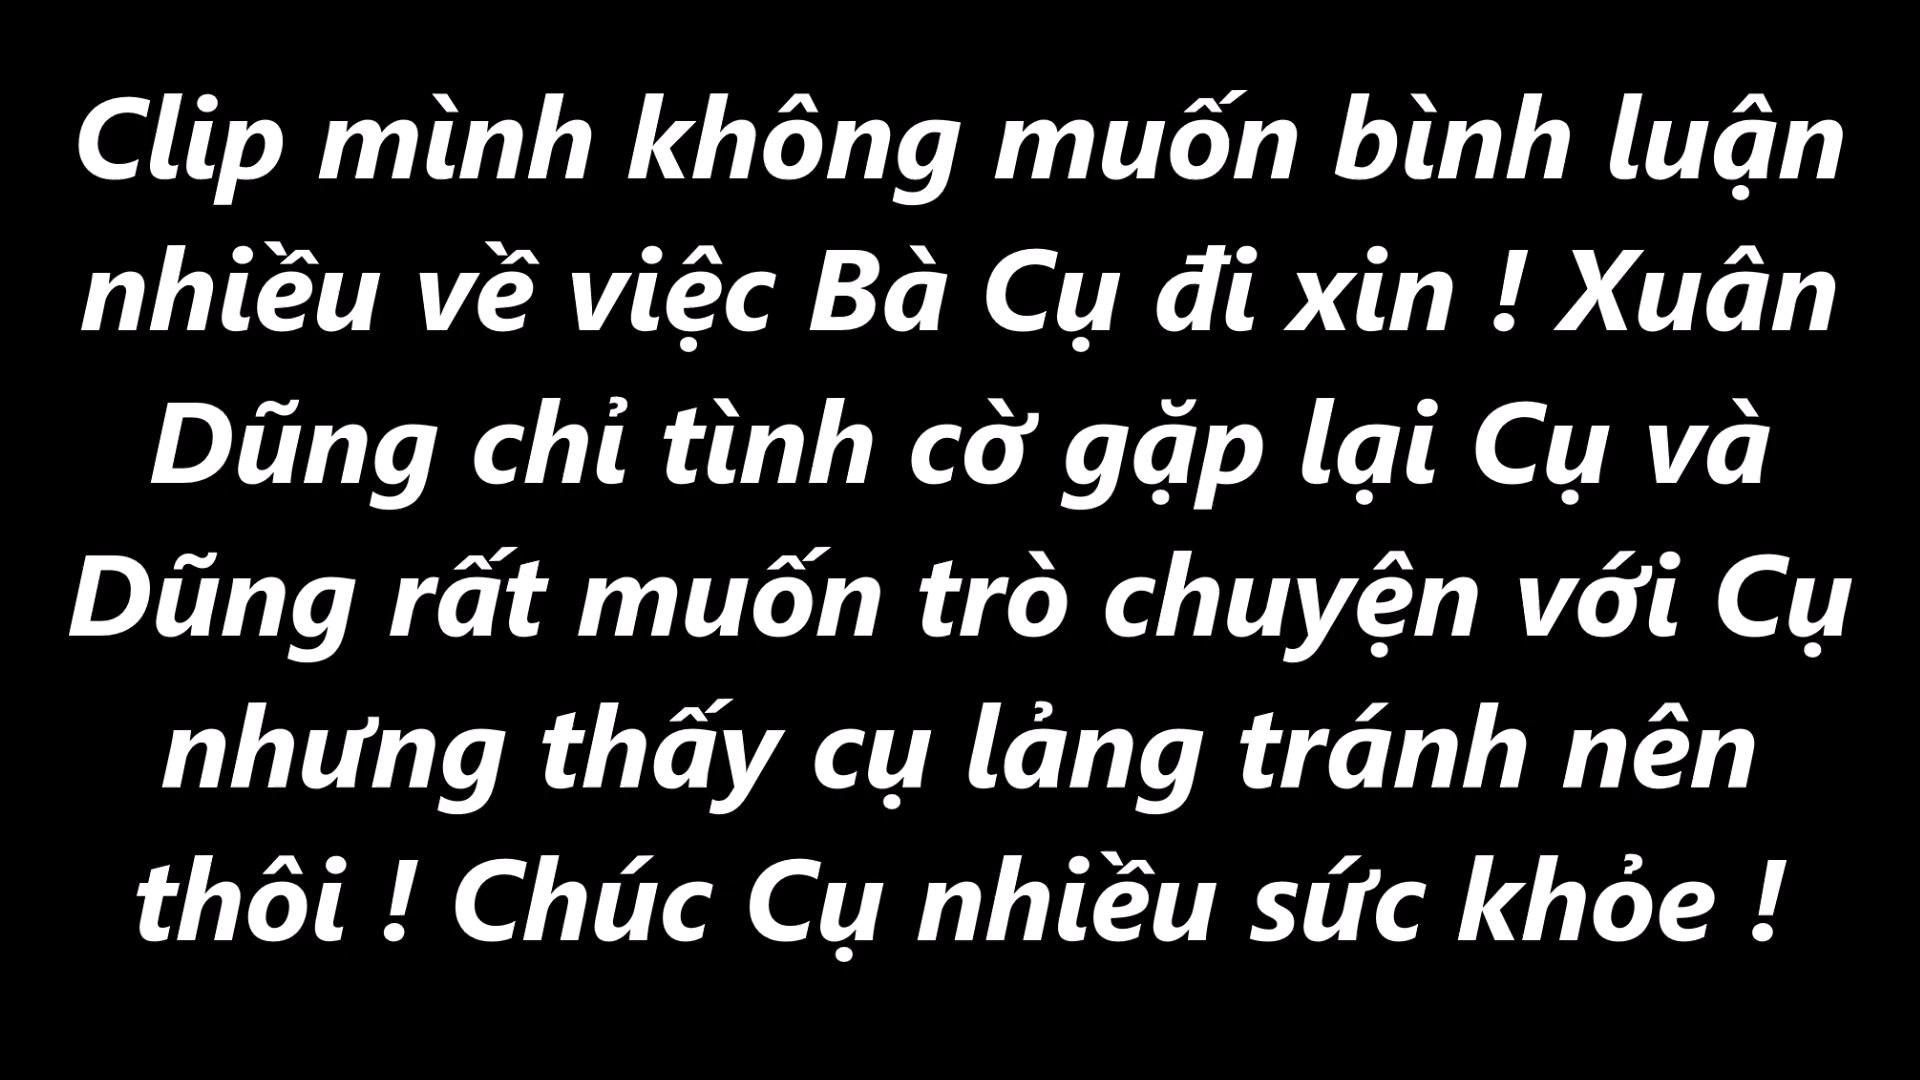 Clip mình không muốn bình luận
nhiều về việc Bà Cụ đi xin ! Xuân
Dũng chỉ tình cờ gặp lại Cụ và
Dũng rất muốn trò chuyện với Cụ
nhưng thấy cụ lảng tránh nên
thôi ! Chúc Cụ nhiều sức khỏe !